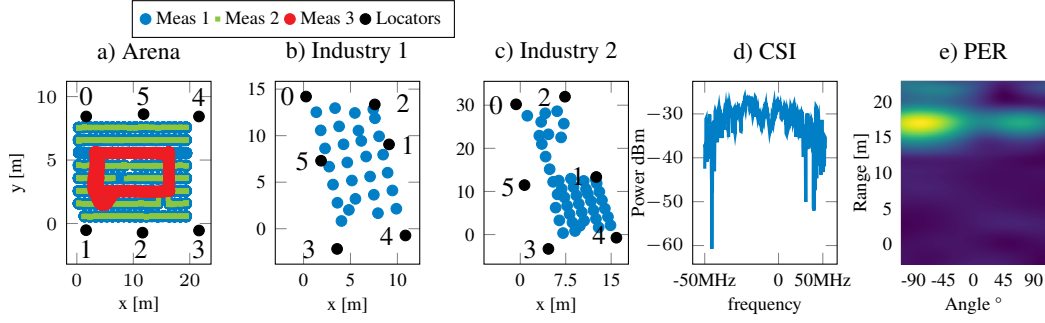 Meas 1 Meas 2 Meas 3 Locators
a) Arena
b) Industry 1
c) Industry 2
d) CSI
e) PER
0 5 4
1 2 3
10
5
0
y [m]
0 10 20
x [m]
0 2
1
5
3 4
15
10
5
0
0 5 10
x [m]
0 2
5 1
3 4
30
20
10
0
0 7.5 15
x [m]
−30
−40
−50
−60
Power dBm
-50MHz 0 50MHz
frequency
20
15
10
5
0
Range [m]
-90 -45 0 45 90
Angle °